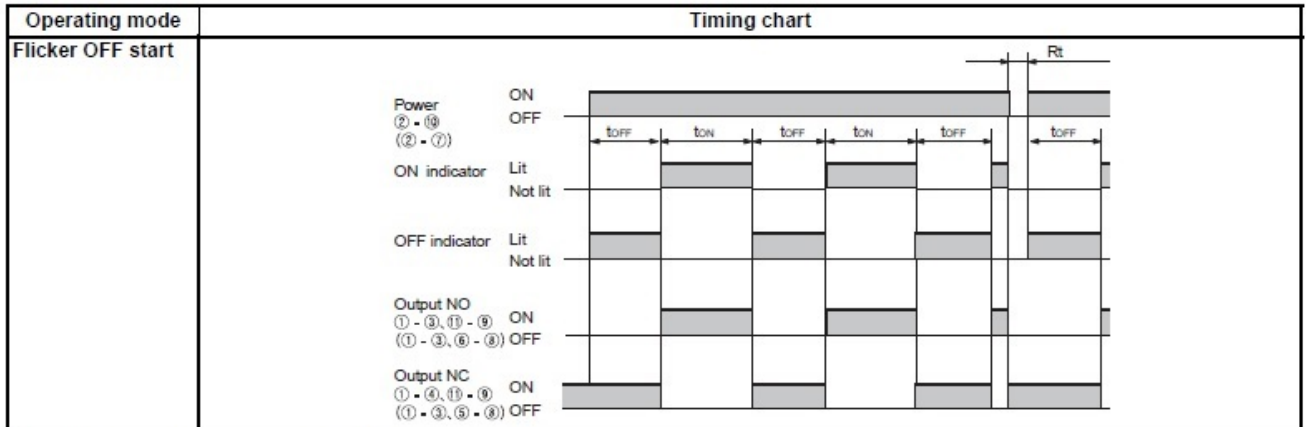 Operating mode
Timing chart
Flicker OFF start
Rt
Power
② - ⑩
(② - ⑦)
ON
OFF
tOFF tON tOFF tON tOFF tOFF
ON indicator
Lit
Not lit
OFF indicator
Lit
Not lit
Output NO
① - ③, ⑪ - ⑨
(① - ③, ⑥ - ⑧)
ON
OFF
Output NC
① - ④, ⑪ - ⑨
(① - ③, ⑤ - ⑧)
ON
OFF